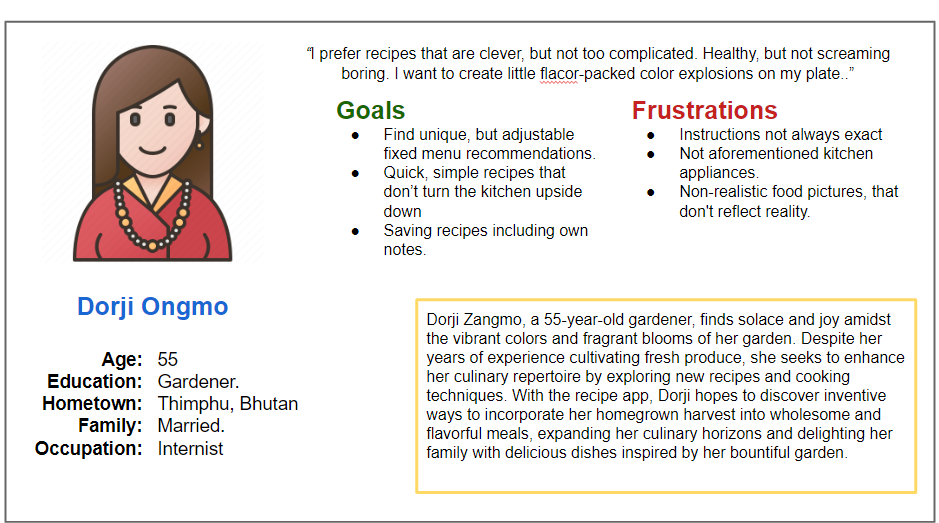 “I prefer recipes that are clever, but not too complicated. Healthy, but not screaming
boring. I want to create little flacor-packed color explosions on my plate..”
Goals
● Find unique, but adjustable
fixed menu recommendations.
● Quick, simple recipes that
don’t turn the kitchen upside
down
● Saving recipes including own
notes.
Frustrations
● Instructions not always exact
● Not aforementioned kitchen
appliances.
● Non-realistic food pictures, that
don't reflect reality.
Dorji Ongmo
Age: 55
Education: Gardener.
Hometown: Thimphu, Bhutan
Family: Married.
Occupation: Internist
Dorji Zangmo, a 55-year-old gardener, finds solace and joy amidst
the vibrant colors and fragrant blooms of her garden. Despite her
years of experience cultivating fresh produce, she seeks to enhance
her culinary repertoire by exploring new recipes and cooking
techniques. With the recipe app, Dorji hopes to discover inventive
ways to incorporate her homegrown harvest into wholesome and
flavorful meals, expanding her culinary horizons and delighting her
family with delicious dishes inspired by her bountiful garden.